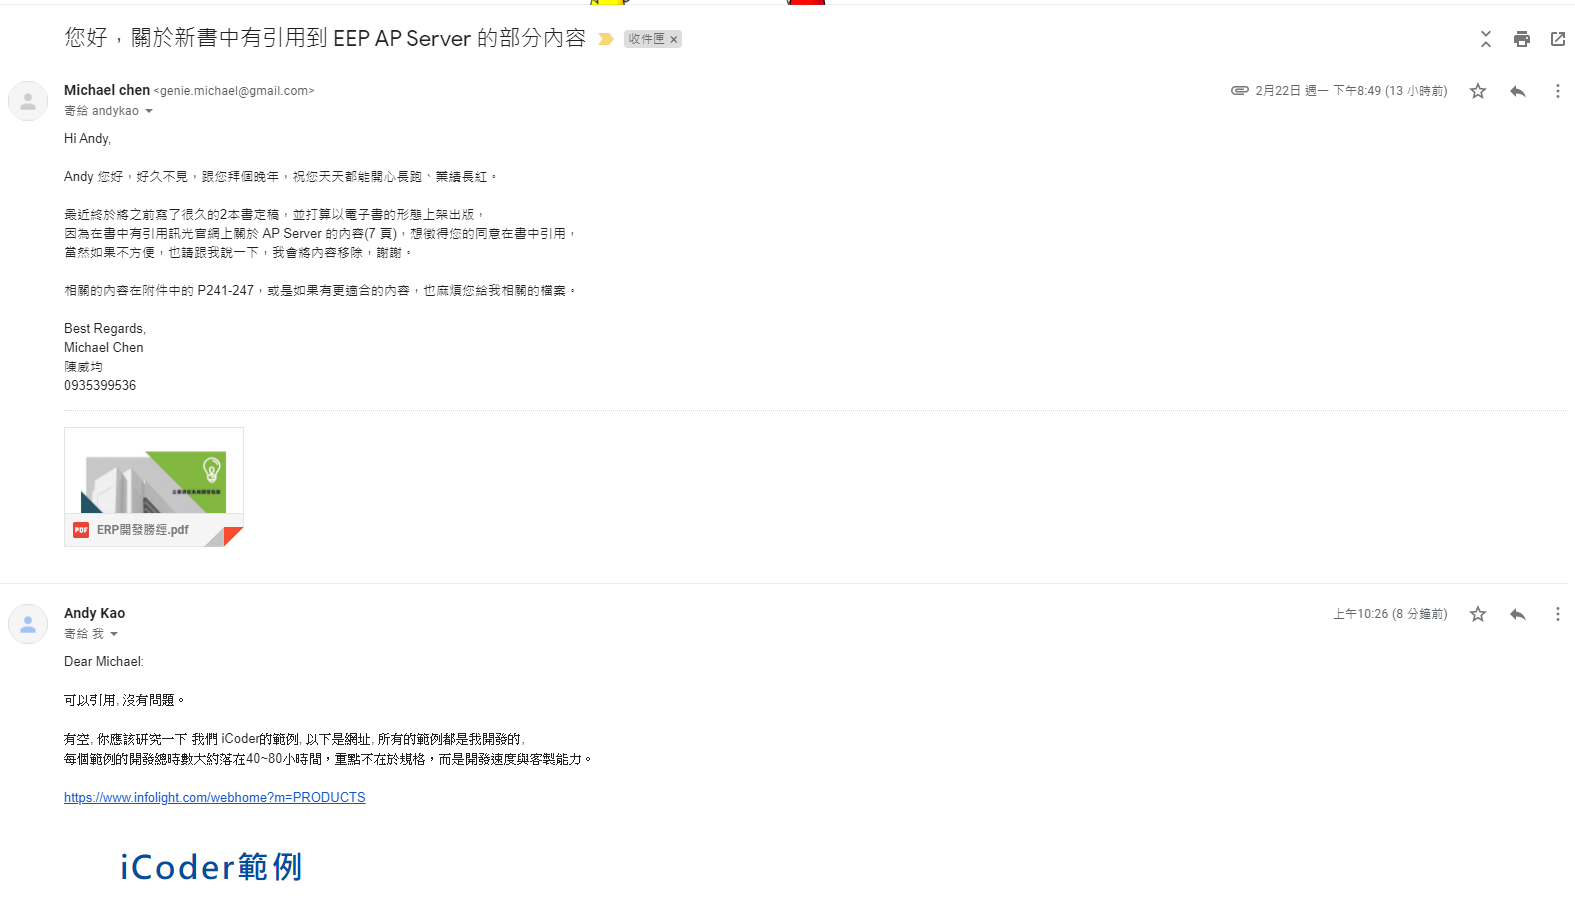 您好，關於新書中有引用到 EEP AP Server 的部分內容
收件匣 ×
Michael chen <genie.michael@gmail.com>
2月22日 週一 下午8:49 (13 小時前)
寄給 andykao
Hi Andy,
Andy 您好，好久不見，跟您拜個晚年，祝您天天都能開心長跑、業績長紅。
最近終於將之前寫了很久的2本書定稿，並打算以電子書的形態上架出版，
因為在書中有引用訊光官網上關於 AP Server 的內容(7 頁)，想徵得您的同意在書中引用，
當然如果不方便，也請跟我說一下，我會將內容移除，謝謝。
相關的內容在附件中的 P241-247，或是如果有更適合的內容，也麻煩您給我相關的檔案。
Best Regards,
Michael Chen
陳威均
0935399536
PDF
ERP開發勝經.pdf
Andy Kao
上午10:26 (8 分鐘前)
寄給 我
Dear Michael:
可以引用, 沒有問題。
有空, 你應該研究一下 我們 iCoder的範例, 以下是網址, 所有的範例都是我開發的,
每個範例的開發總時數大約落在40~80小時間，重點不在於規格，而是開發速度與客製能力。
https://www.infolight.com/webhome?m=PRODUCTS
iCoder範例